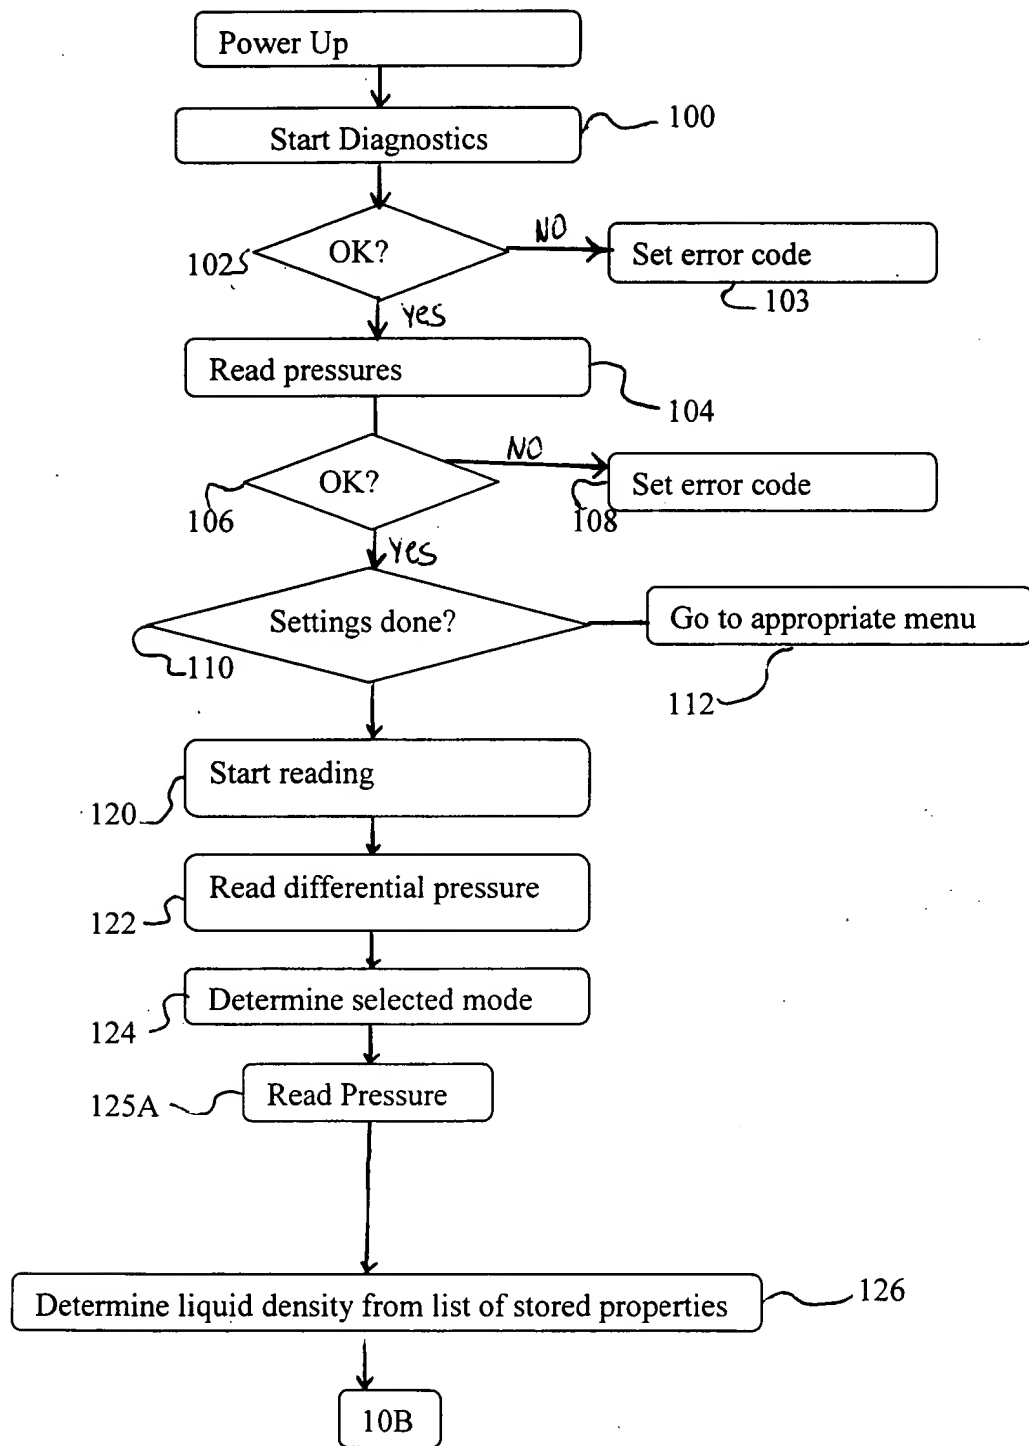 Power Up
Start Diagnostics
100
OK?
NO
Set error code
102
103
Yes
Read pressures
104
OK?
NO
Set error code
106
108
Yes
Settings done?
Go to appropriate menu
110
112
Start reading
120
Read differential pressure
122
Determine selected mode
124
Read Pressure
125A
Determine liquid density from list of stored properties
126
10B